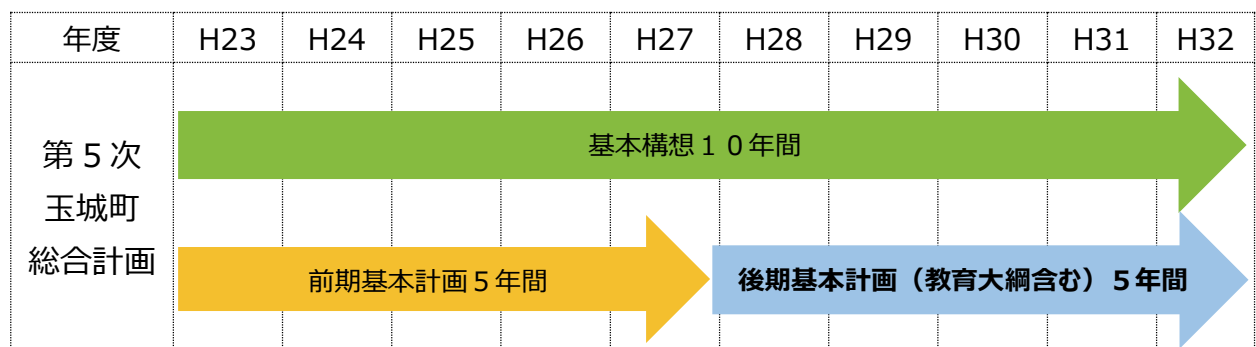 年度 H23 H24 H25 H26 H27 H28 H29 H30 H31 H32
第５次
玉城町
総合計画
基本構想１０年間
前期基本計画５年間
後期基本計画（教育大綱含む）５年間